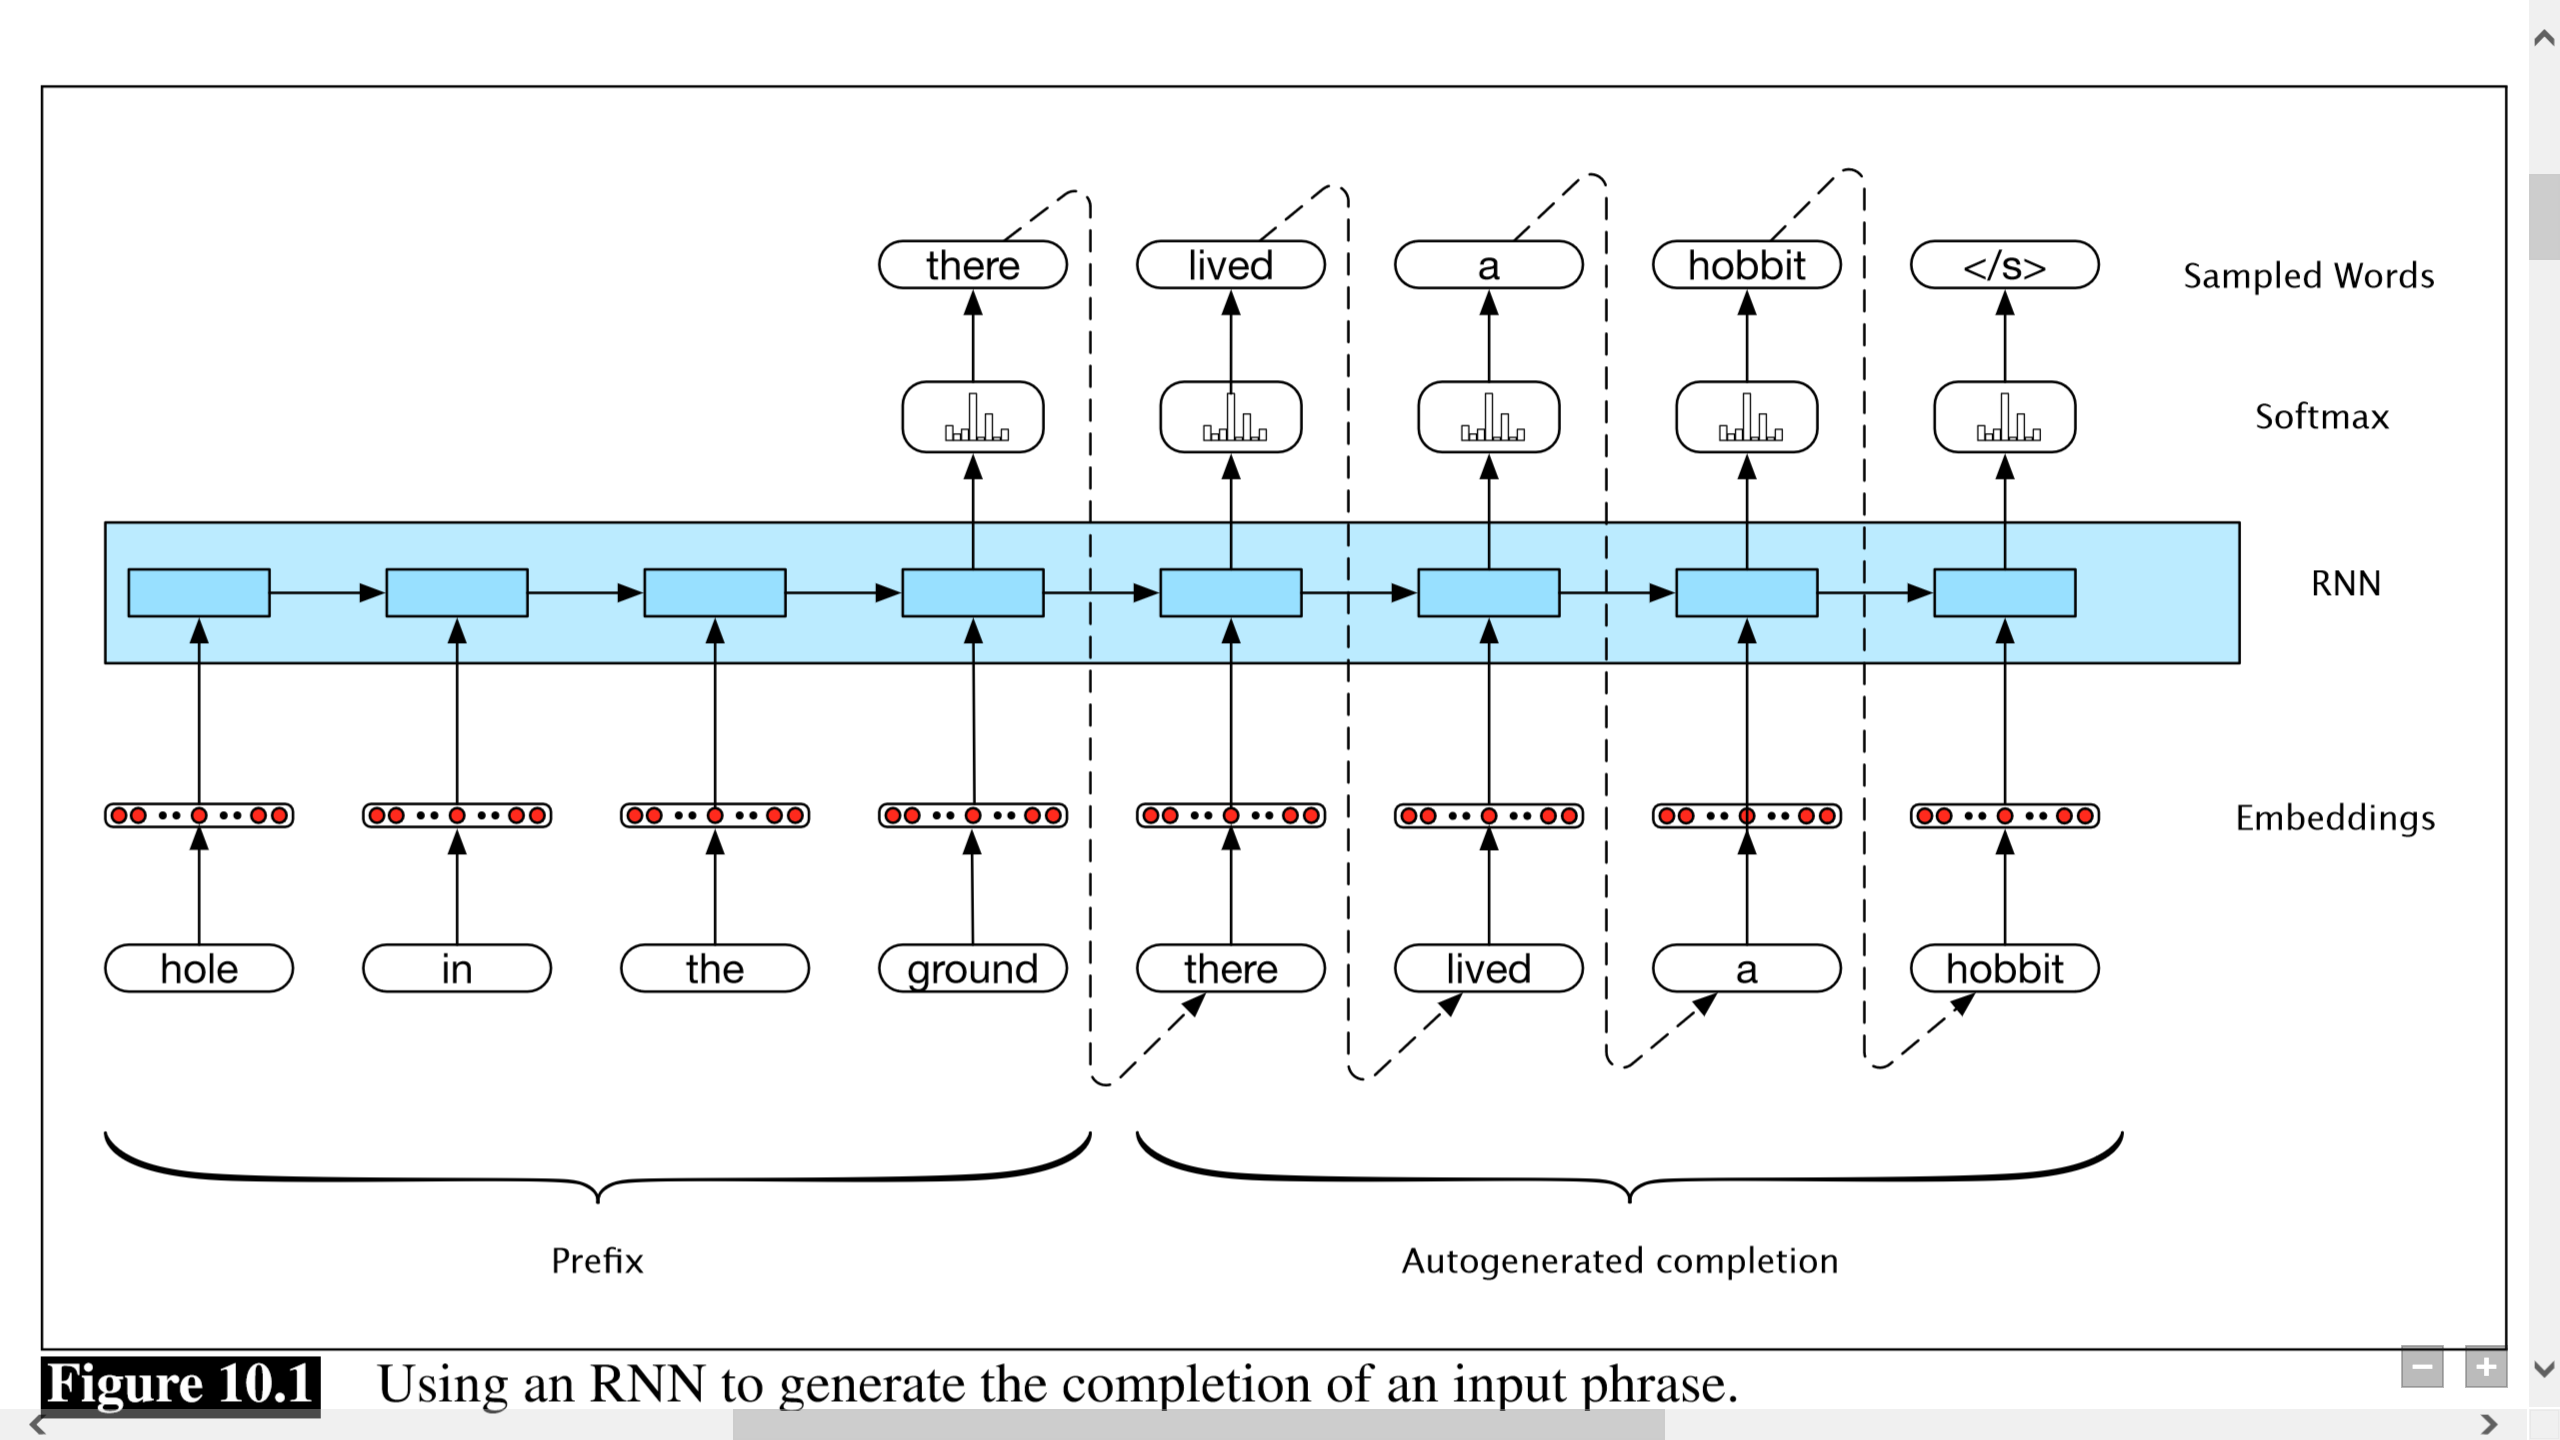 there lived a hobbit </s> Sampled Words
Softmax
RNN
Embeddings
hole in the ground there lived a hobbit
Prefix Autogenerated completion
Figure 10.1 Using an RNN to generate the completion of an input phrase.